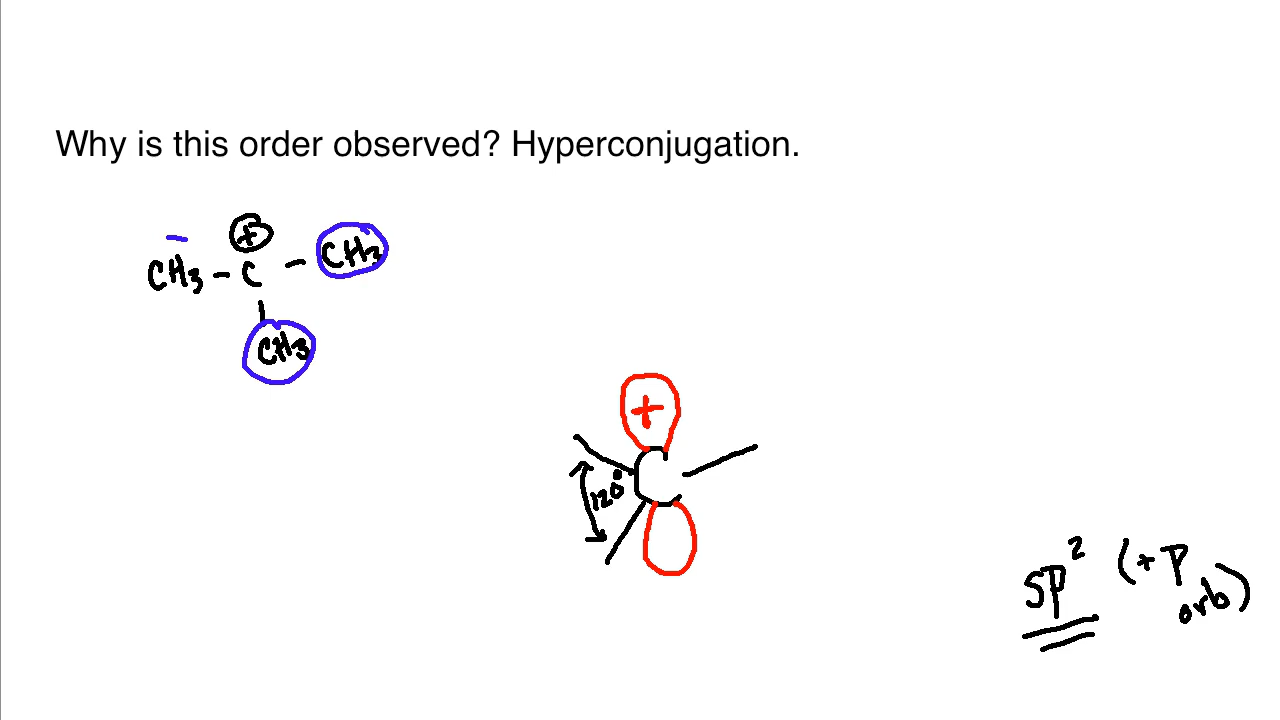 Why is this order observed? Hyperconjugation.
+
CH3 - C - CH3
CH3
+
C
120°
sp² (+ P
orb)